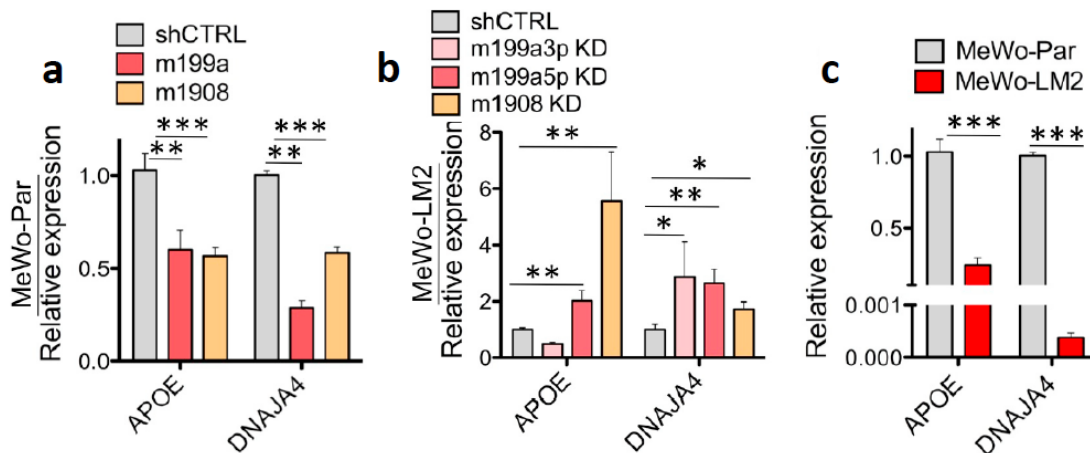 a
shCTRL
m199a
m1908
MeWo-Par
Relative expression
1.0
0.5
0.0
** *** ** ***
APOE
DNAJA4
b
shCTRL
m199a3p KD
m199a5p KD
m1908 KD
MeWo-LM2
Relative expression
8
6
4
2
0
**
**
*
**
*
APOE
DNAJA4
c
MeWo-Par
MeWo-LM2
Relative expression
1.0
0.5
0.001
0.000
*** ***
APOE
DNAJA4